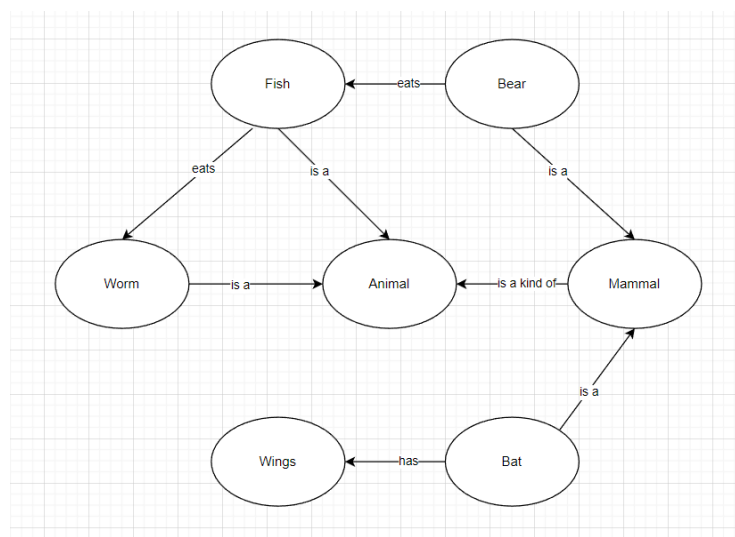 Fish
eats
Bear
eats
is a
is a
Worm
is a
Animal
is a kind of
Mammal
is a
Wings
has
Bat